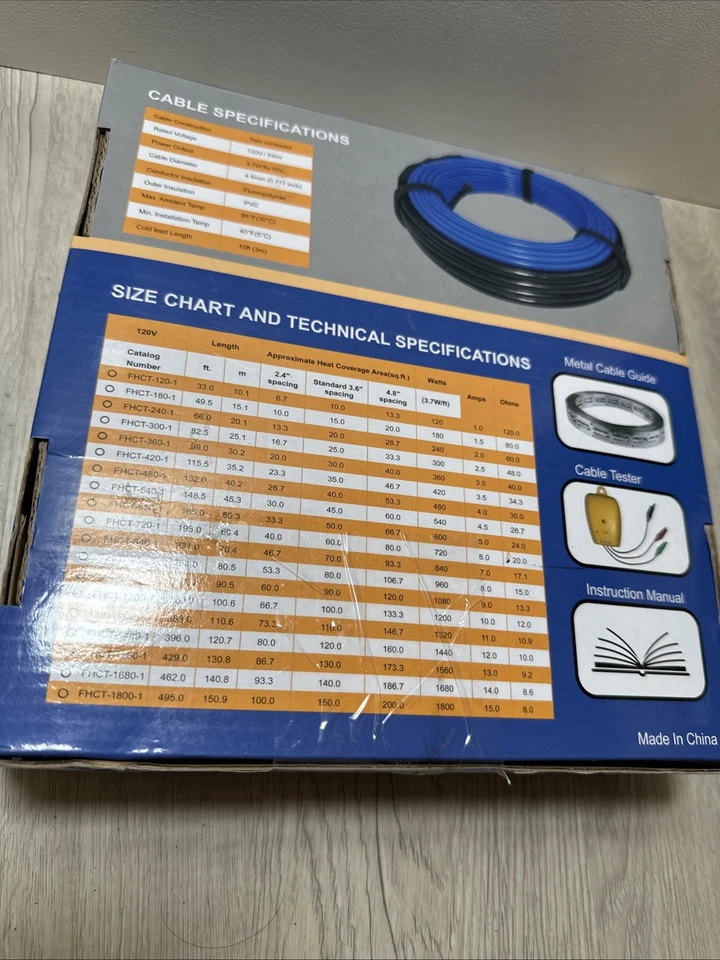 CABLE SPECIFICATIONS
Cable Construction Twin conductor
Rated Voltage 120V / 240V
Power Output 3.7W/ft(±10%)
Cable Diameter 4.5mm (0.177 inch)
Conductor Insulation Fluoropolymer
Outer Insulation PVC
Max. Ambient Temp 85°F(30°C)
Min. Installation Temp 40°F(5°C)
Cold lead Length 10ft (3m)
SIZE CHART AND TECHNICAL SPECIFICATIONS
120V Length Approximate Heat Coverage Area(sq.ft.) Watts Amps Ohms
Catalog Number ft. m 2.4" spacing Standard 3.6" spacing 4.8" spacing (3.7W/ft)
FHCT-120-1 33.0 10.1 6.7 10.0 13.3 120 1.0 120.0
FHCT-180-1 49.5 15.1 10.0 15.0 20.0 180 1.5 80.0
FHCT-240-1 66.0 20.1 13.3 20.0 26.7 240 2.0 60.0
FHCT-300-1 82.5 25.1 16.7 25.0 33.3 300 2.5 48.0
FHCT-360-1 99.0 30.2 20.0 30.0 40.0 360 3.0 40.0
FHCT-420-1 115.5 35.2 23.3 35.0 46.7 420 3.5 34.3
FHCT-480-1 132.0 40.2 26.7 40.0 53.3 480 4.0 30.0
FHCT-540-1 148.5 45.3 30.0 45.0 60.0 540 4.5 26.7
165.0 50.3 33.3 50.0 66.7 600 5.0 24.0
FHCT-720-1 195.0 60.4 40.0 60.0 80.0 720 6.0 20.0
231.0 70.4 46.7 70.0 93.3 840 7.0 17.1
80.5 53.3 80.0 106.7 960 8.0 15.0
90.5 60.0 90.0 120.0 1080 9.0 13.3
100.6 66.7 100.0 133.3 1200 10.0 12.0
110.6 73.3 110.0 146.7 1320 11.0 10.9
396.0 120.7 80.0 120.0 160.0 1440 12.0 10.0
429.0 130.8 86.7 130.0 173.3 1560 13.0 9.2
FHCT-1680-1 462.0 140.8 93.3 140.0 186.7 1680 14.0 8.6
FHCT-1800-1 495.0 150.9 100.0 150.0 200.0 1800 15.0 8.0
Metal Cable Guide
Cable Tester
Instruction Manual
Made In China